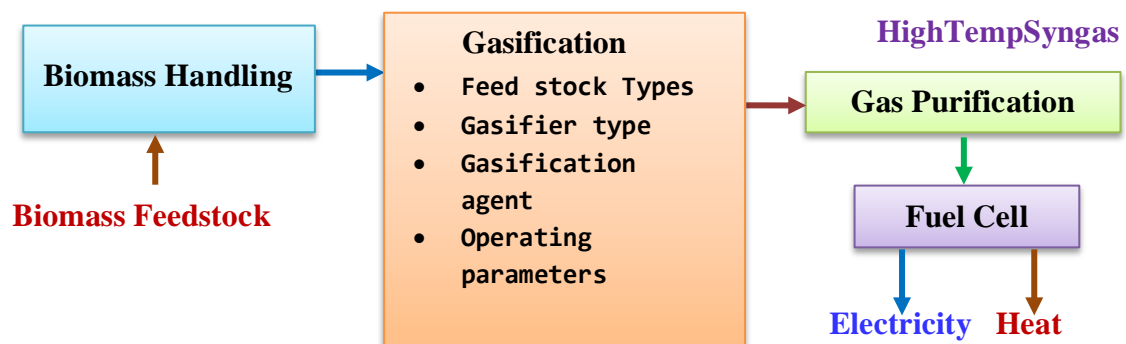 Biomass Handling
Biomass Feedstock
Gasification
• Feed stock Types
• Gasifier type
• Gasification
agent
• Operating
parameters
HighTempSyngas
Gas Purification
Fuel Cell
Electricity
Heat